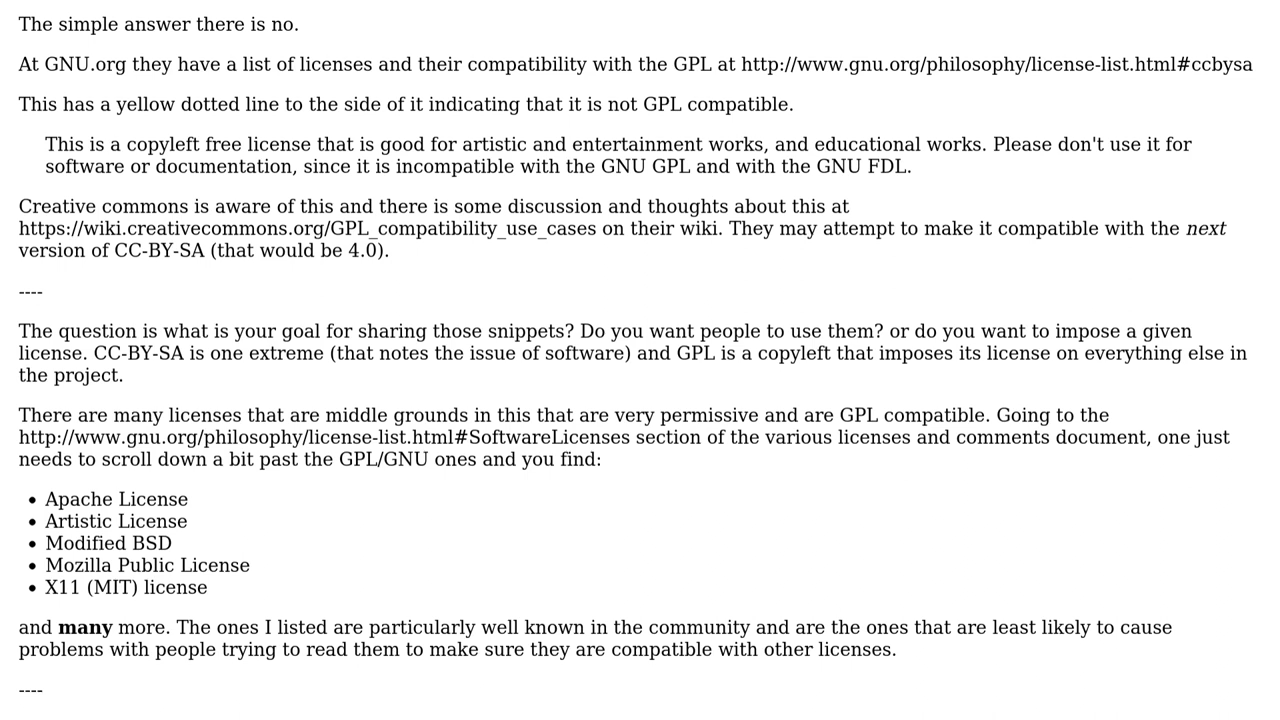 The simple answer there is no.
At GNU.org they have a list of licenses and their compatibility with the GPL at http://www.gnu.org/philosophy/license-list.html#ccbysa
This has a yellow dotted line to the side of it indicating that it is not GPL compatible.
This is a copyleft free license that is good for artistic and entertainment works, and educational works. Please don't use it for
software or documentation, since it is incompatible with the GNU GPL and with the GNU FDL.
Creative commons is aware of this and there is some discussion and thoughts about this at
https://wiki.creativecommons.org/GPL_compatibility_use_cases on their wiki. They may attempt to make it compatible with the next
version of CC-BY-SA (that would be 4.0).
----
The question is what is your goal for sharing those snippets? Do you want people to use them? or do you want to impose a given
license. CC-BY-SA is one extreme (that notes the issue of software) and GPL is a copyleft that imposes its license on everything else in
the project.
There are many licenses that are middle grounds in this that are very permissive and are GPL compatible. Going to the
http://www.gnu.org/philosophy/license-list.html#SoftwareLicenses section of the various licenses and comments document, one just
needs to scroll down a bit past the GPL/GNU ones and you find:
• Apache License
• Artistic License
• Modified BSD
• Mozilla Public License
• X11 (MIT) license
and many more. The ones I listed are particularly well known in the community and are the ones that are least likely to cause
problems with people trying to read them to make sure they are compatible with other licenses.
----